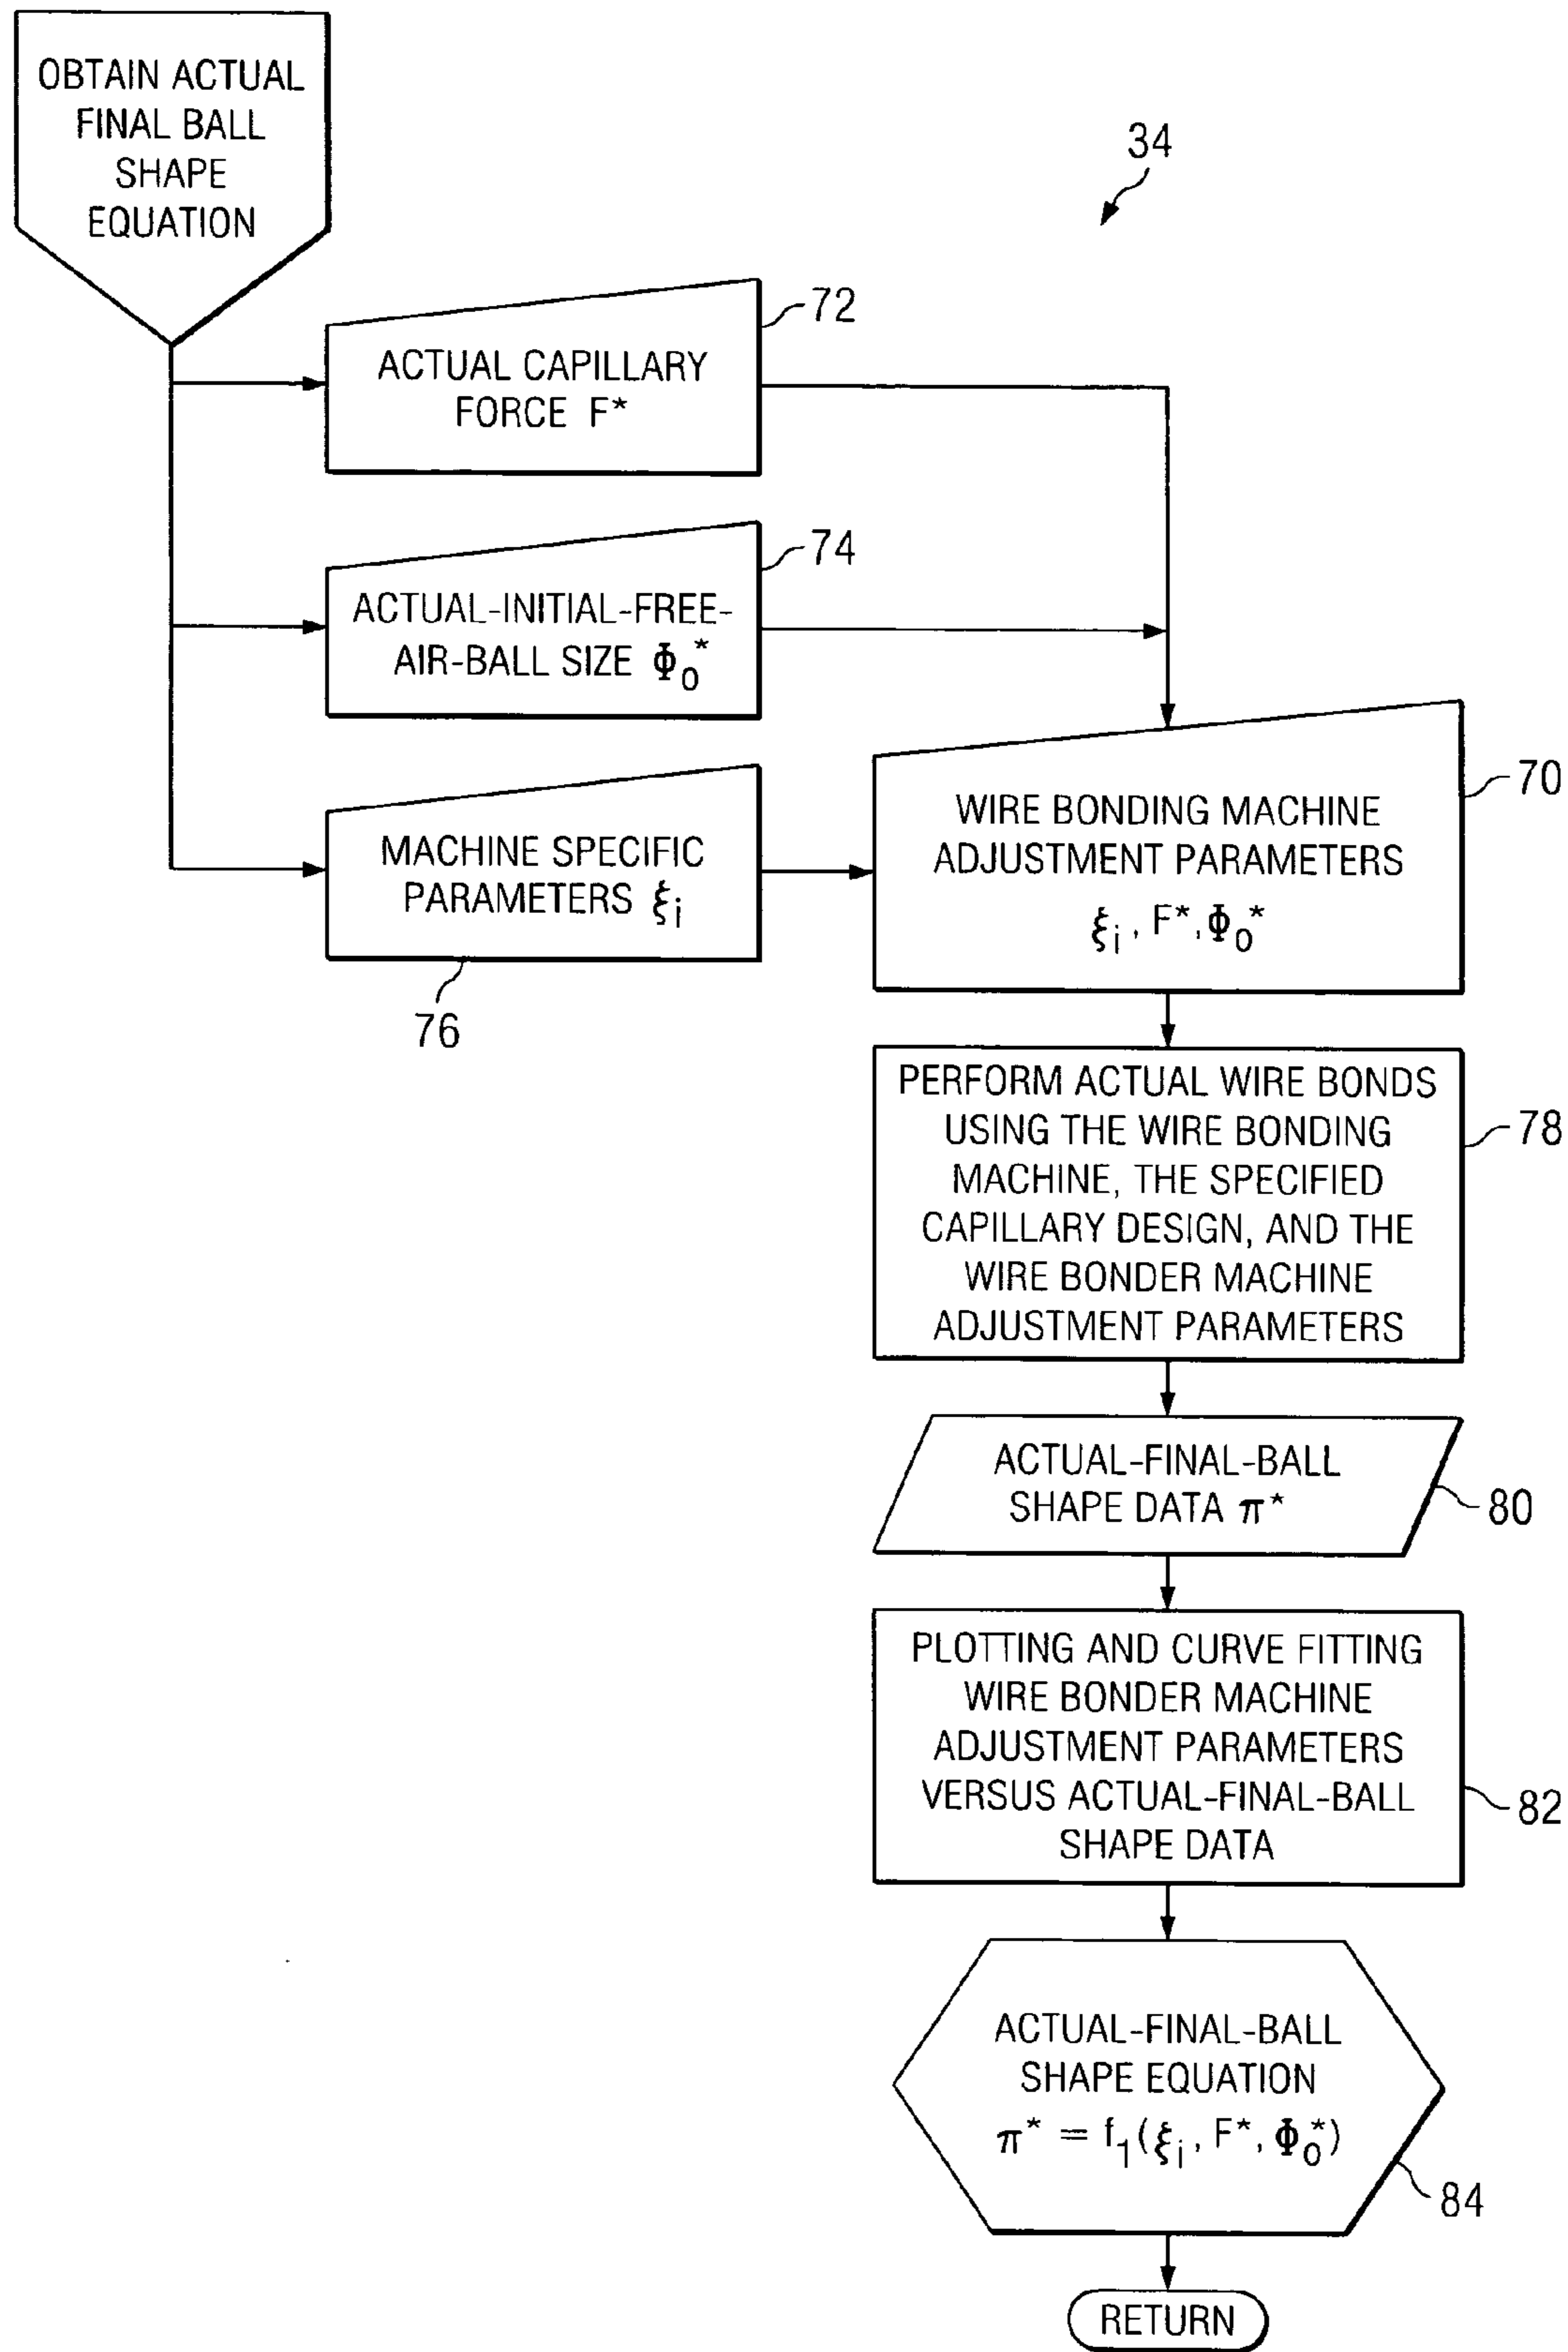 OBTAIN ACTUAL
FINAL BALL
SHAPE
EQUATION
34
72
ACTUAL CAPILLARY
FORCE F*
74
ACTUAL-INITIAL-FREE-
AIR-BALL SIZE Φ₀*
MACHINE SPECIFIC
PARAMETERS ξᵢ
76
70
WIRE BONDING MACHINE
ADJUSTMENT PARAMETERS
ξᵢ, F*, Φ₀*
PERFORM ACTUAL WIRE BONDS
USING THE WIRE BONDING
MACHINE, THE SPECIFIED
CAPILLARY DESIGN, AND THE
WIRE BONDER MACHINE
ADJUSTMENT PARAMETERS
78
ACTUAL-FINAL-BALL
SHAPE DATA π*
80
PLOTTING AND CURVE FITTING
WIRE BONDER MACHINE
ADJUSTMENT PARAMETERS
VERSUS ACTUAL-FINAL-BALL
SHAPE DATA
82
ACTUAL-FINAL-BALL
SHAPE EQUATION
π* = f₁(ξᵢ, F*, Φ₀*)
84
RETURN